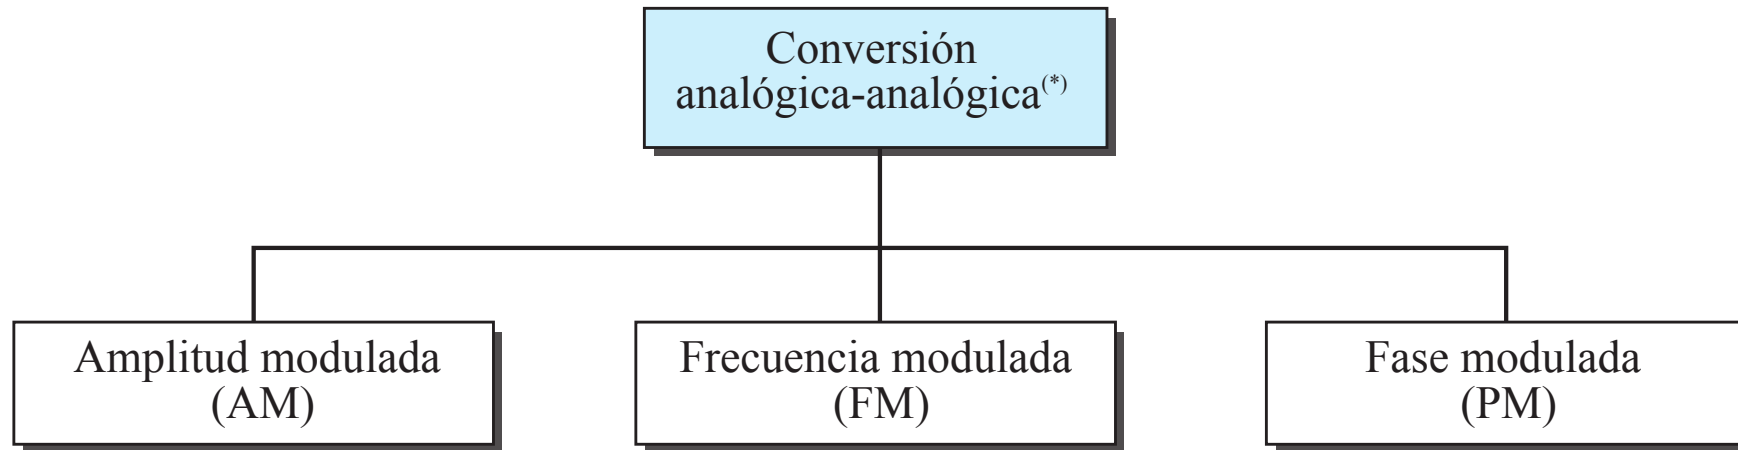 Conversión
analógica-analógica(*)
Amplitud modulada
(AM)
Frecuencia modulada
(FM)
Fase modulada
(PM)